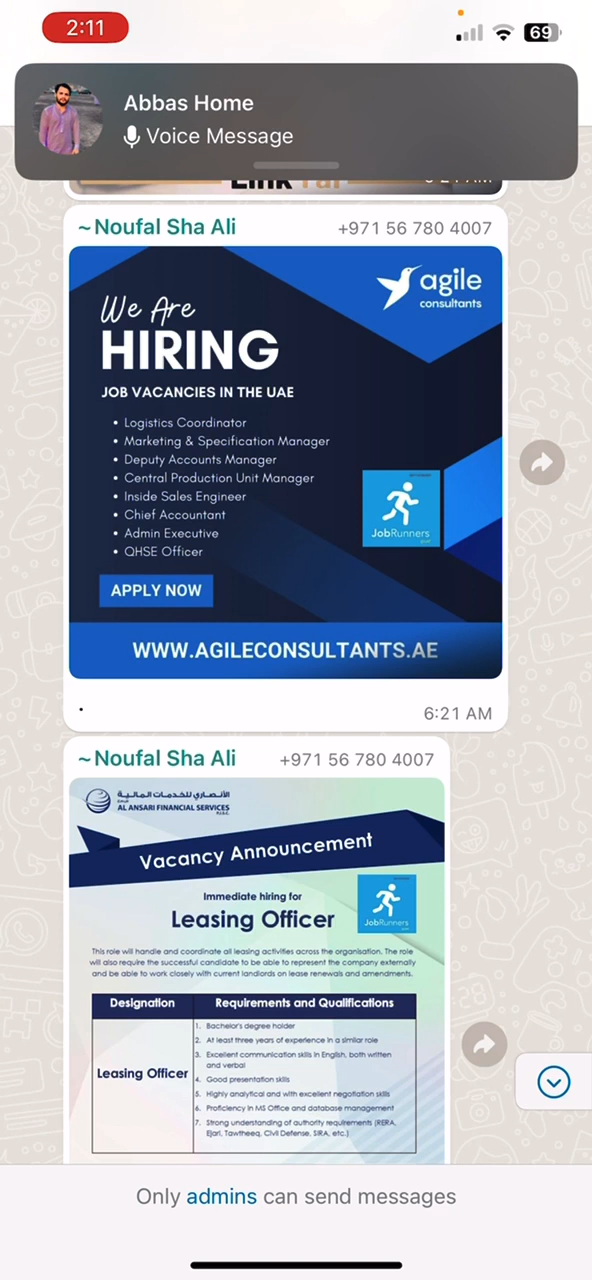 2:11
69
Abbas Home
Voice Message
~Noufal Sha Ali +971 56 780 4007
agile
consultants
We Are
HIRING
JOB VACANCIES IN THE UAE
• Logistics Coordinator
• Marketing & Specification Manager
• Deputy Accounts Manager
• Central Production Unit Manager
• Inside Sales Engineer
• Chief Accountant
• Admin Executive
• QHSE Officer
JobRunners
APPLY NOW
WWW.AGILECONSULTANTS.AE
.
6:21 AM
~Noufal Sha Ali +971 56 780 4007
الأنصاري للخدمات المالية
AL ANSARI FINANCIAL SERVICES
Vacancy Announcement
Immediate hiring for
Leasing Officer
JobRunners
This role will handle and coordinate all leasing activities across the organisation. The role
will also require the successful candidate to be able to represent the company externally
and be able to work closely with current landlords on lease renewals and amendments.
Designation Requirements and Qualifications
Leasing Officer
1. Bachelor's degree holder
2. At least three years of experience in a similar role
3. Excellent communication skills in English, both written
and verbal
4. Good presentation skills
5. Highly analytical and with excellent negotiation skills
6. Proficiency in MS Office and database management
7. Strong understanding of authority requirements (RERA,
Ejari, Tawtheeq, Civil Defense, SIRA, etc.)
Only admins can send messages